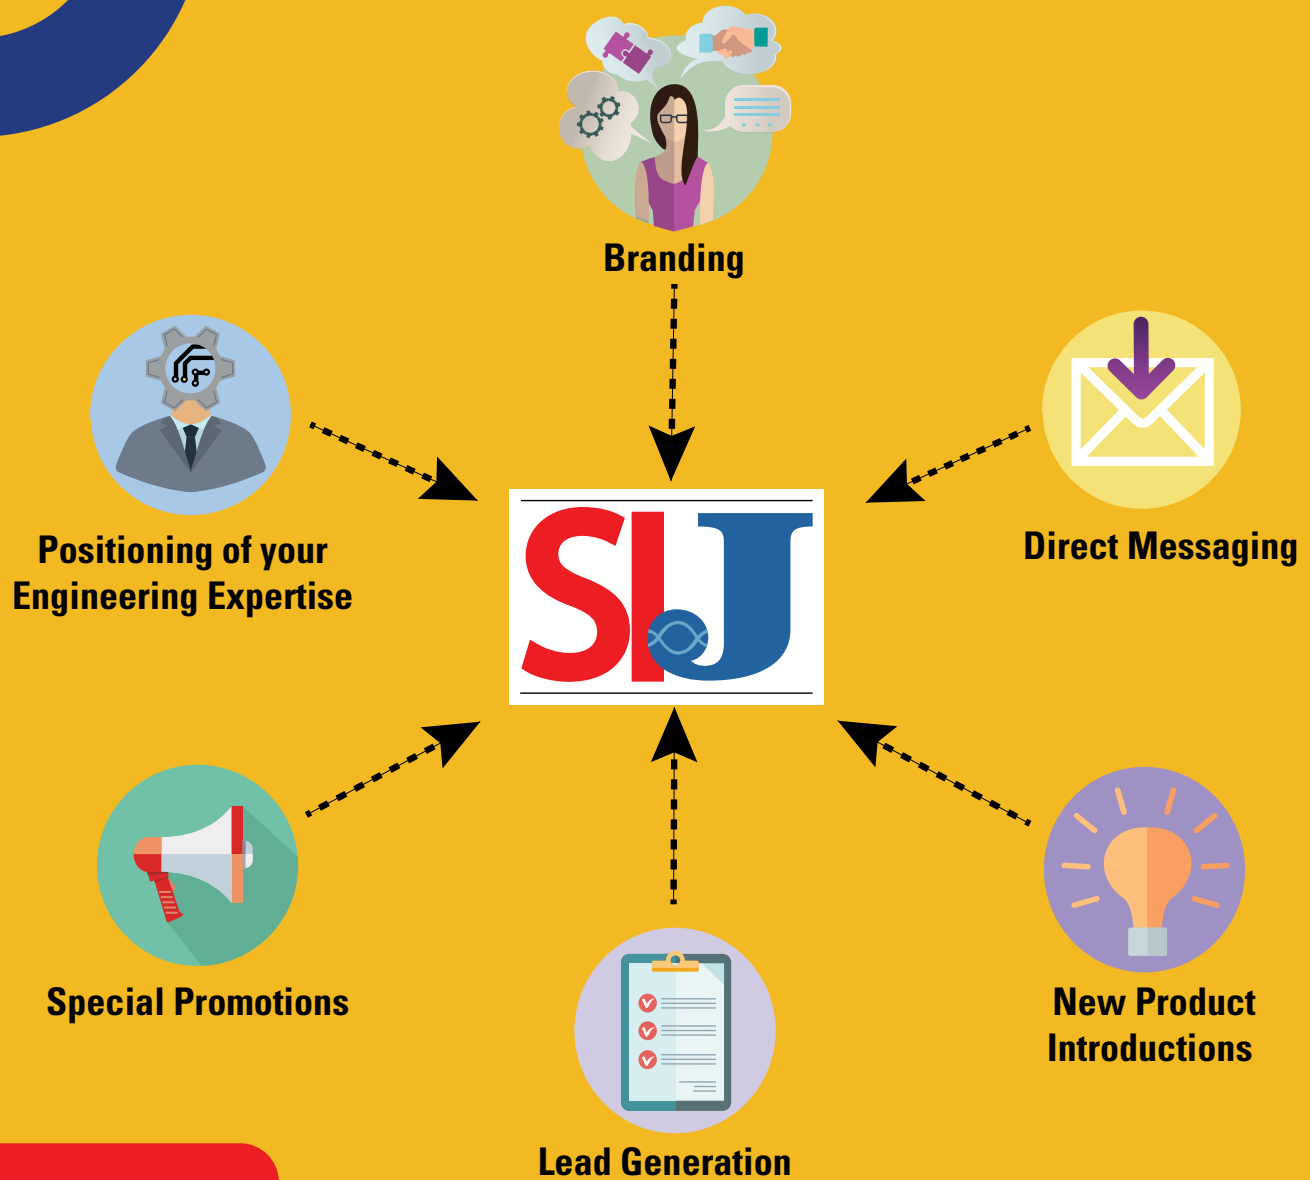 Branding
Direct Messaging
Positioning of your
Engineering Expertise
SIJ
Special Promotions
New Product
Introductions
Lead Generation